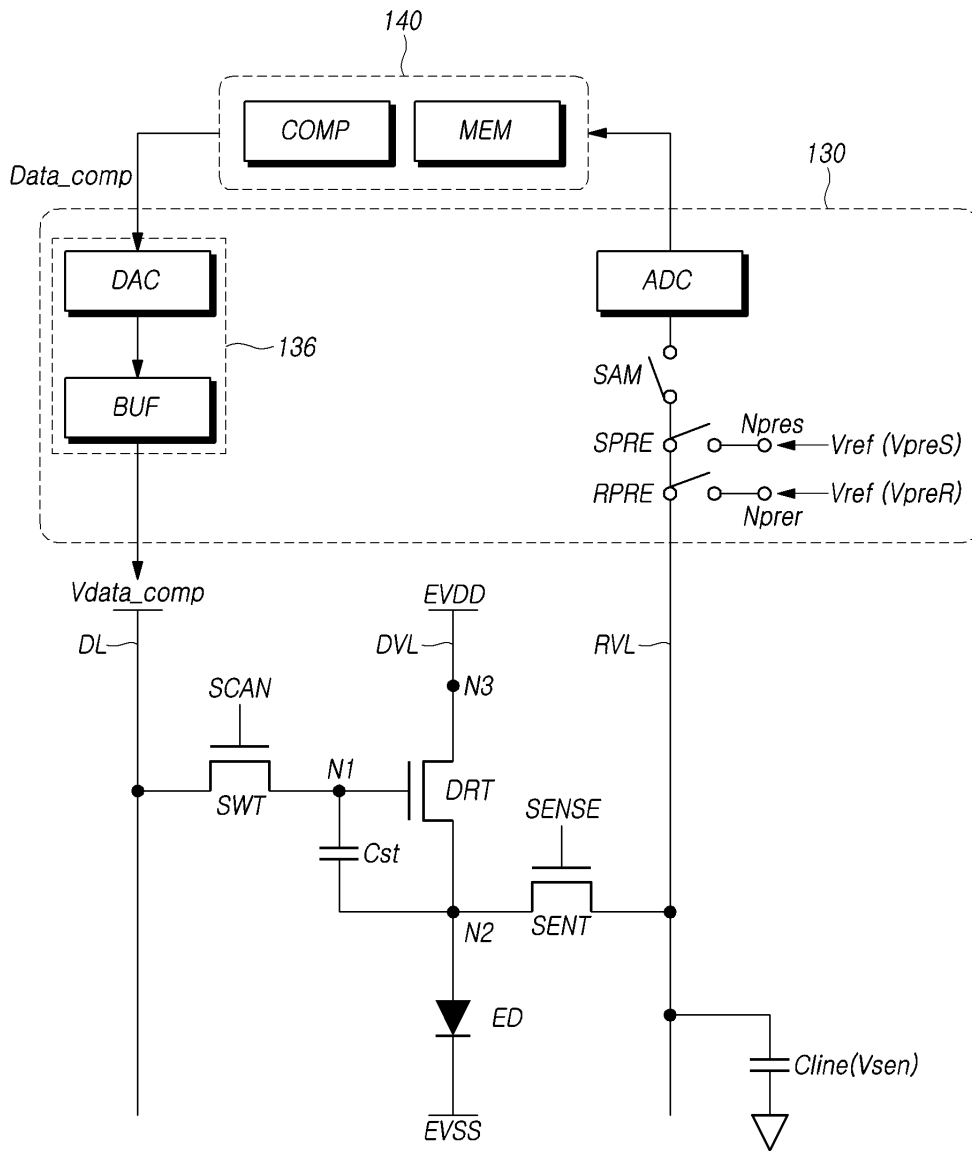 140
COMP
MEM
Data_comp
130
DAC
ADC
136
SAM
BUF
Npres
SPRE
Vref (VpreS)
RPRE
Vref (VpreR)
Nprer
Vdata_comp
EVDD
DL
DVL
RVL
SCAN
N3
N1
DRT
SWT
SENSE
Cst
N2
SENT
ED
Cline(Vsen)
EVSS